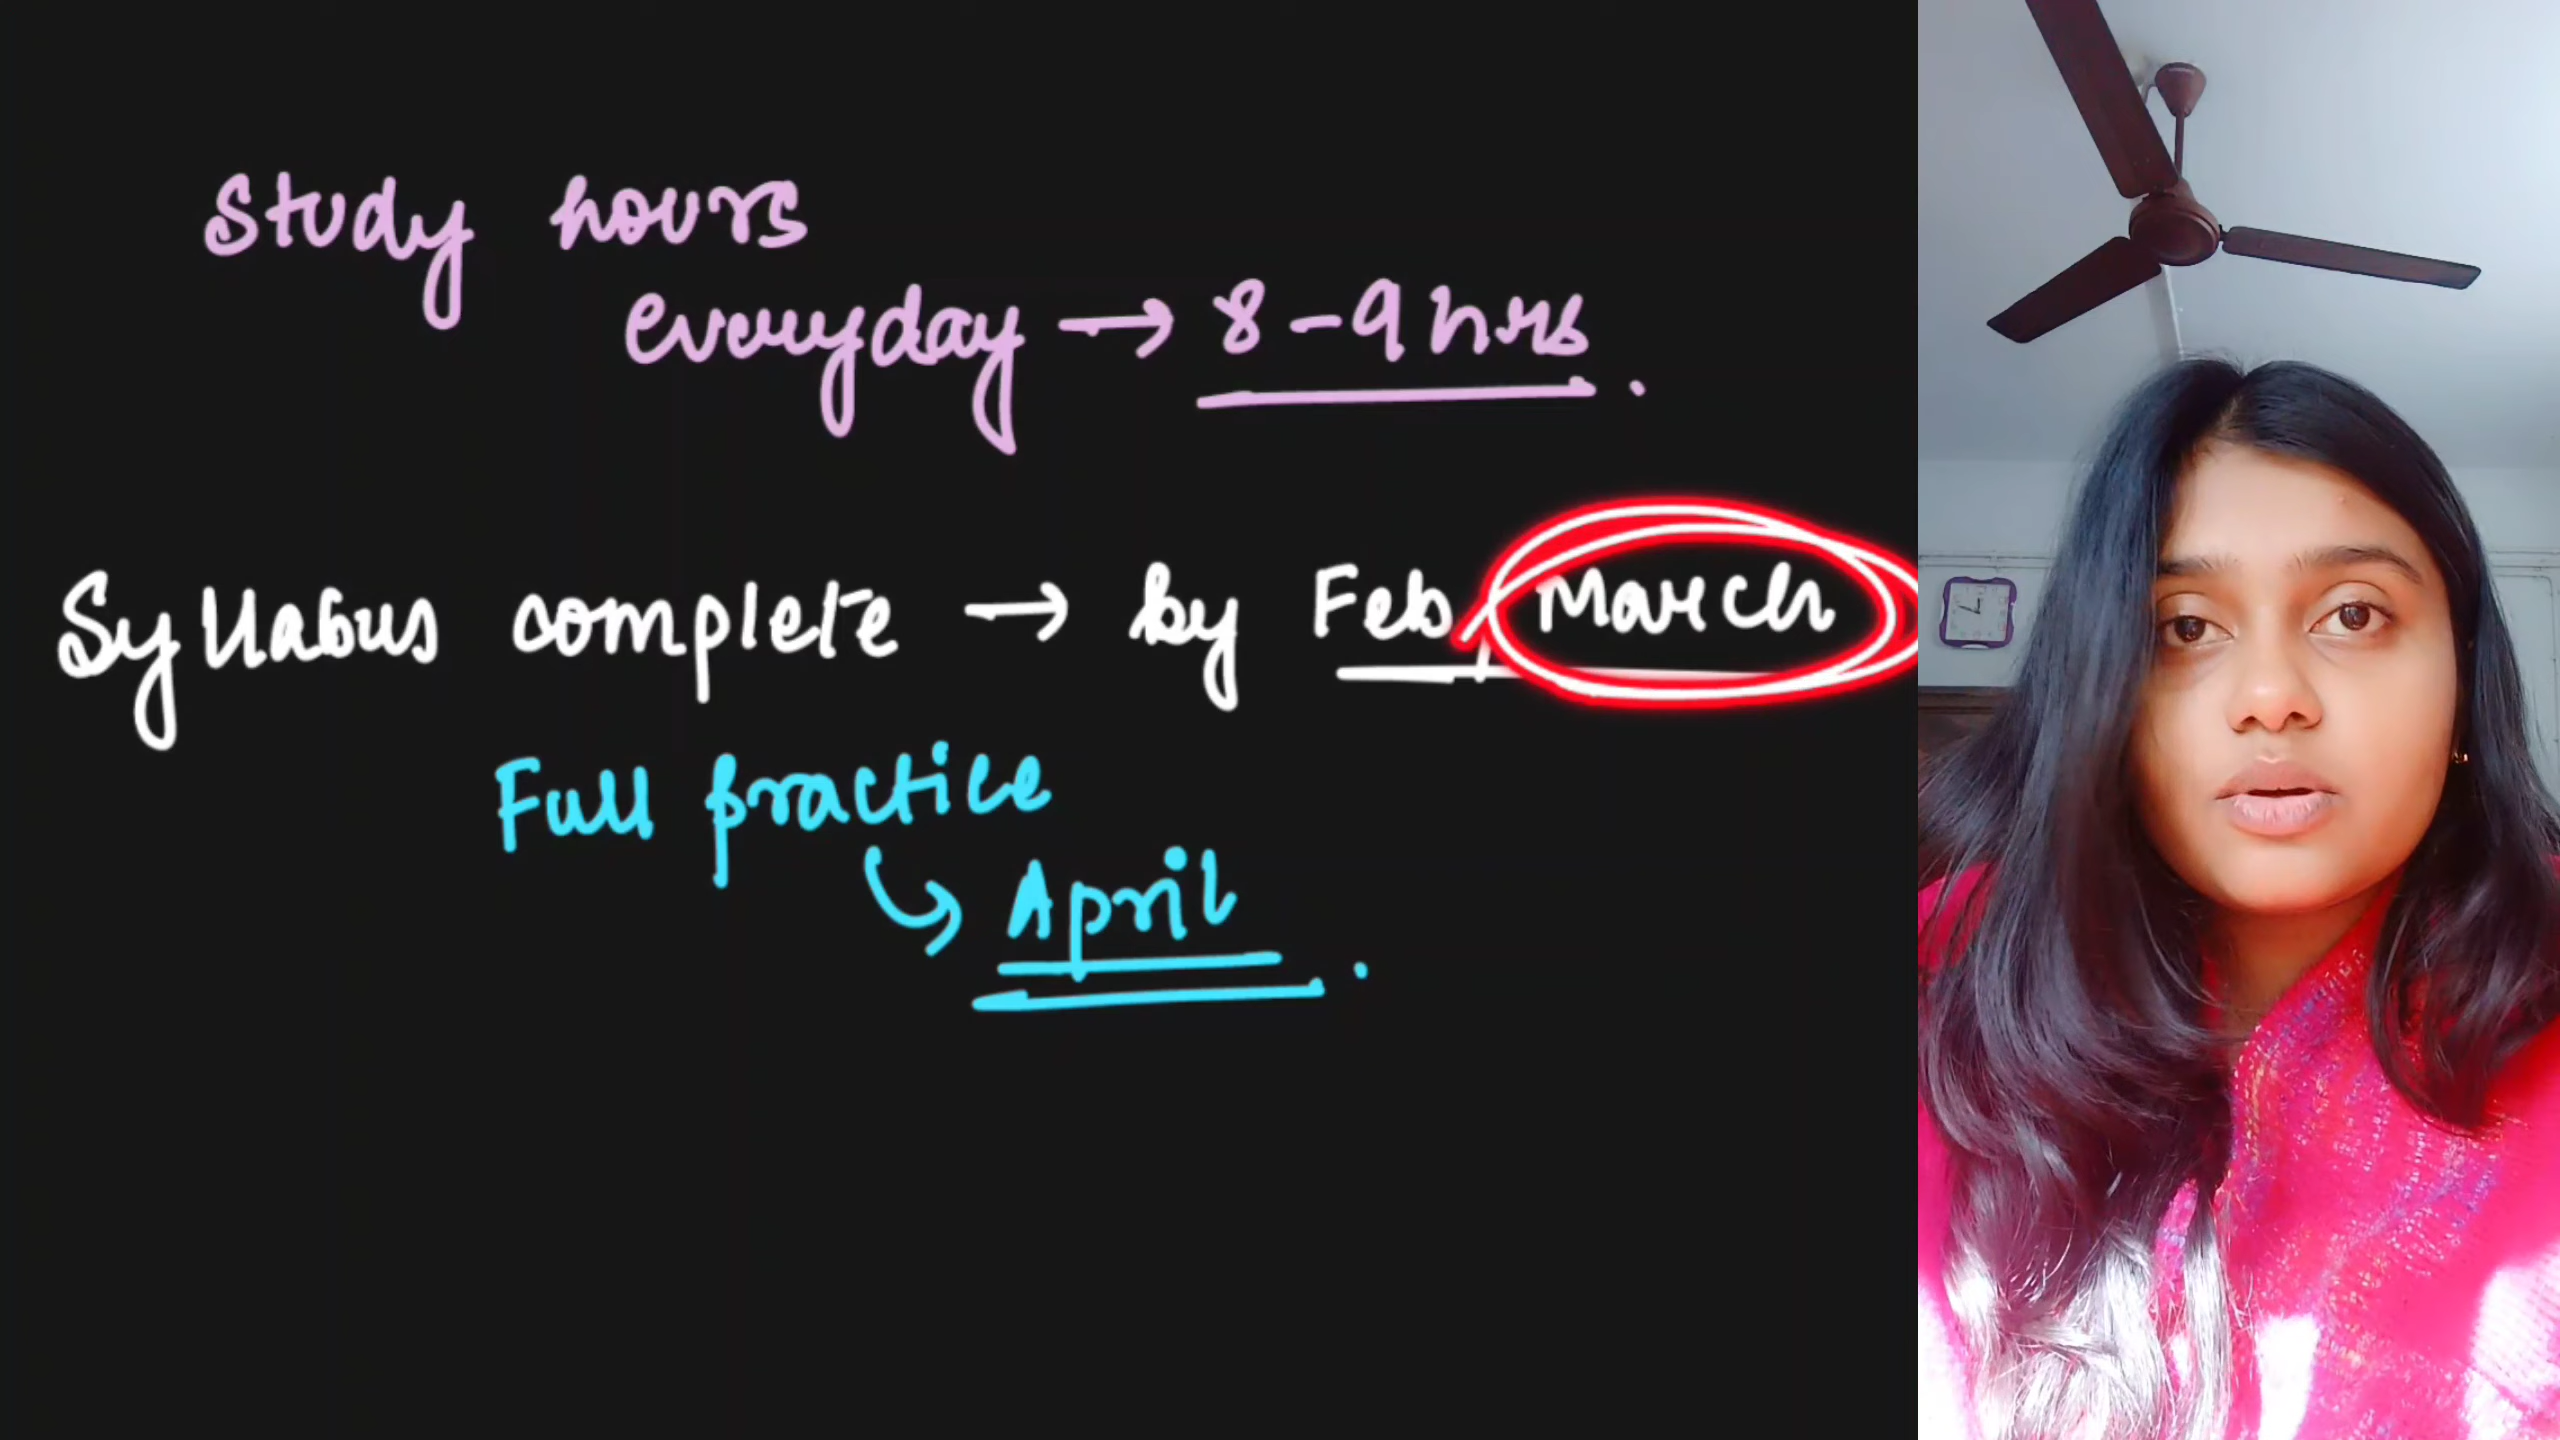 Study hours
everyday → 8-9 hrs.
Syllabus complete → by Feb, March
Full practice
↳ April.